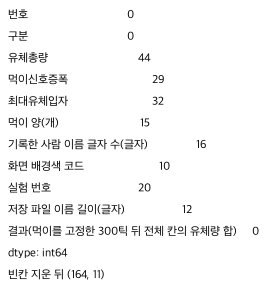 번호 0
구분 0
유체총량 44
먹이신호증폭 29
최대유체입자 32
먹이 양(개) 15
기록한 사람 이름 글자 수(글자) 16
화면 배경색 코드 10
실험 번호 20
저장 파일 이름 길이(글자) 12
결과(먹이를 고정한 300틱 뒤 전체 칸의 유체량 합) 0
dtype: int64
빈칸 지운 뒤 (164, 11)